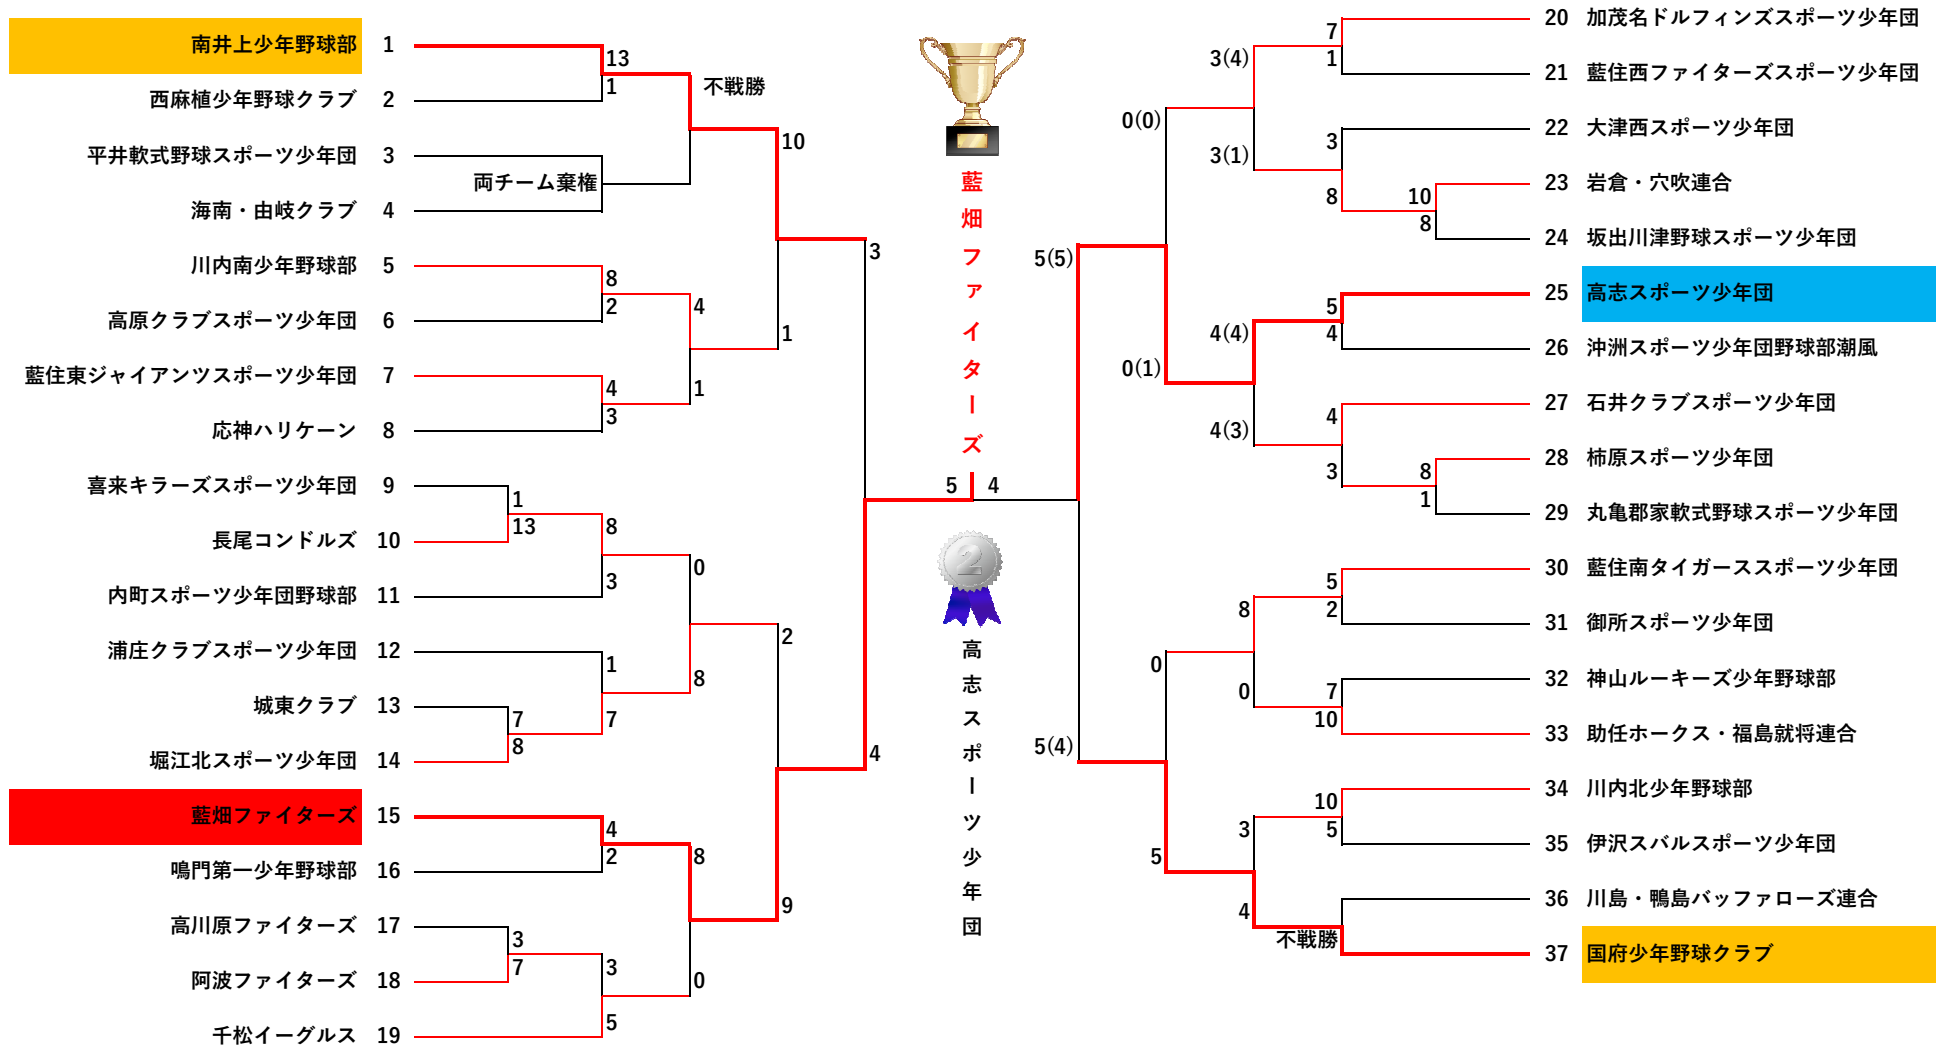 南井上少年野球部 1
西麻植少年野球クラブ 2
平井軟式野球スポーツ少年団 3
海南・由岐クラブ 4
川内南少年野球部 5
高原クラブスポーツ少年団 6
藍住東ジャイアンツスポーツ少年団 7
応神ハリケーン 8
喜来キラーズスポーツ少年団 9
長尾コンドルズ 10
内町スポーツ少年団野球部 11
浦庄クラブスポーツ少年団 12
城東クラブ 13
堀江北スポーツ少年団 14
藍畑ファイターズ 15
鳴門第一少年野球部 16
高川原ファイターズ 17
阿波ファイターズ 18
千松イーグルス 19
13
1
不戦勝
両チーム棄権
10
8
2
4
1
4
3
1
3
1
13
8
3
0
2
1
7
8
7
8
4
4
2
8
9
3
7
3
0
5
藍畑ファイターズ
5 4
2
高志スポーツ少年団
7
1
3(4)
0(0)
3(1)
3
8
10
8
5(5)
5
4
4(4)
0(1)
4(3)
4
3
8
1
5
2
8
0
0
7
10
5(4)
10
5
3
5
4
不戦勝
20 加茂名ドルフィンズスポーツ少年団
21 藍住西ファイターズスポーツ少年団
22 大津西スポーツ少年団
23 岩倉・穴吹連合
24 坂出川津野球スポーツ少年団
25 高志スポーツ少年団
26 沖洲スポーツ少年団野球部潮風
27 石井クラブスポーツ少年団
28 柿原スポーツ少年団
29 丸亀郡家軟式野球スポーツ少年団
30 藍住南タイガーススポーツ少年団
31 御所スポーツ少年団
32 神山ルーキーズ少年野球部
33 助任ホークス・福島就将連合
34 川内北少年野球部
35 伊沢スバルスポーツ少年団
36 川島・鴨島バッファローズ連合
37 国府少年野球クラブ